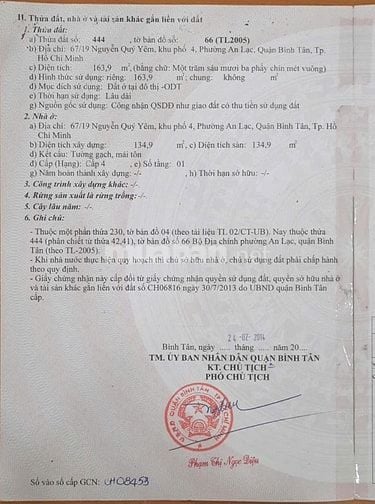 II. Thửa đất, nhà ở và tài sản khác gắn liền với đất
1. Thửa đất:
a) Thửa đất số: 444 , tờ bản đồ số: 66 (TL2005)
b) Địa chỉ: 67/19 Nguyễn Quý Yêm, khu phố 4, Phường An Lạc, Quận Bình Tân, Tp.
Hồ Chí Minh
c) Diện tích: 163,9 m², (bằng chữ: Một trăm sáu mươi ba phẩy chín mét vuông)
d) Hình thức sử dụng: riêng: 163,9 m²; chung: không m²
đ) Mục đích sử dụng: Đất ở tại đô thị -ODT
e) Thời hạn sử dụng: Lâu dài
g) Nguồn gốc sử dụng: Công nhận QSDĐ như giao đất có thu tiền sử dụng đất
2. Nhà ở:
a) Địa chỉ: 67/19 Nguyễn Quý Yêm, khu phố 4, Phường An Lạc, Quận Bình Tân, Tp. Hồ
Chí Minh
b) Diện tích xây dựng: 134,9 m², c) Diện tích sàn: 134,9 m²
d) Kết cấu: Tường gạch, mái tôn
đ) Cấp (Hạng): Cấp 4 , e) Số tầng: 01
g) Năm hoàn thành xây dựng: -/- , h) Thời hạn sở hữu: -/-
3. Công trình xây dựng khác: -/-
4. Rừng sản xuất là rừng trồng: -/-
5. Cây lâu năm: -/-
6. Ghi chú:
- Thuộc một phần thửa 230, tờ bản đồ 04 (theo tài liệu TL 02/CT-UB). Nay thuộc thửa
444 (phân chiết từ thửa 42,41), tờ bản đồ số 66 Bộ Địa chính phường An Lạc, quận Bình
Tân (theo TL-2005).
- Khi nhà nước thực hiện quy hoạch thì chủ sở hữu nhà ở, chủ sử dụng đất phải chấp hành
theo quy định.
- Giấy chứng nhận này cấp đổi từ giấy chứng nhận quyền sử dụng đất, quyền sở hữu nhà ở
và tài sản khác gắn liền với đất số CH06816 ngày 30/7/2013 do UBND quận Bình Tân
cấp.
24-02-2014
Bình Tân, ngày ..... tháng ..... năm 20....
TM. ỦY BAN NHÂN DÂN QUẬN BÌNH TÂN
KT. CHỦ TỊCH
PHÓ CHỦ TỊCH
Phạm Thị Ngọc Diệu
Số vào sổ cấp GCN: CH08453